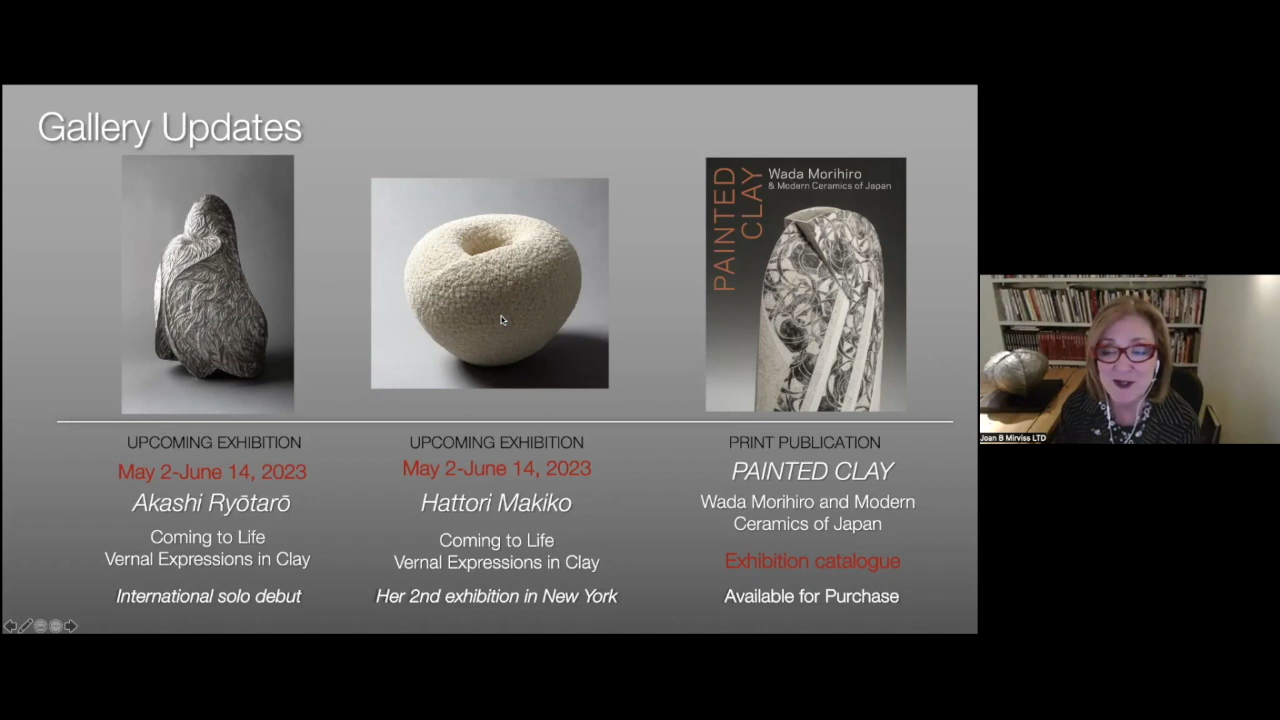 Gallery Updates
PAINTED
CLAY
Wada Morihiro
& Modern Ceramics of Japan
UPCOMING EXHIBITION
May 2-June 14, 2023
Akashi Ryōtarō
Coming to Life
Vernal Expressions in Clay
International solo debut
UPCOMING EXHIBITION
May 2-June 14, 2023
Hattori Makiko
Coming to Life
Vernal Expressions in Clay
Her 2nd exhibition in New York
PRINT PUBLICATION
PAINTED CLAY
Wada Morihiro and Modern
Ceramics of Japan
Exhibition catalogue
Available for Purchase
Joan B Mirviss LTD